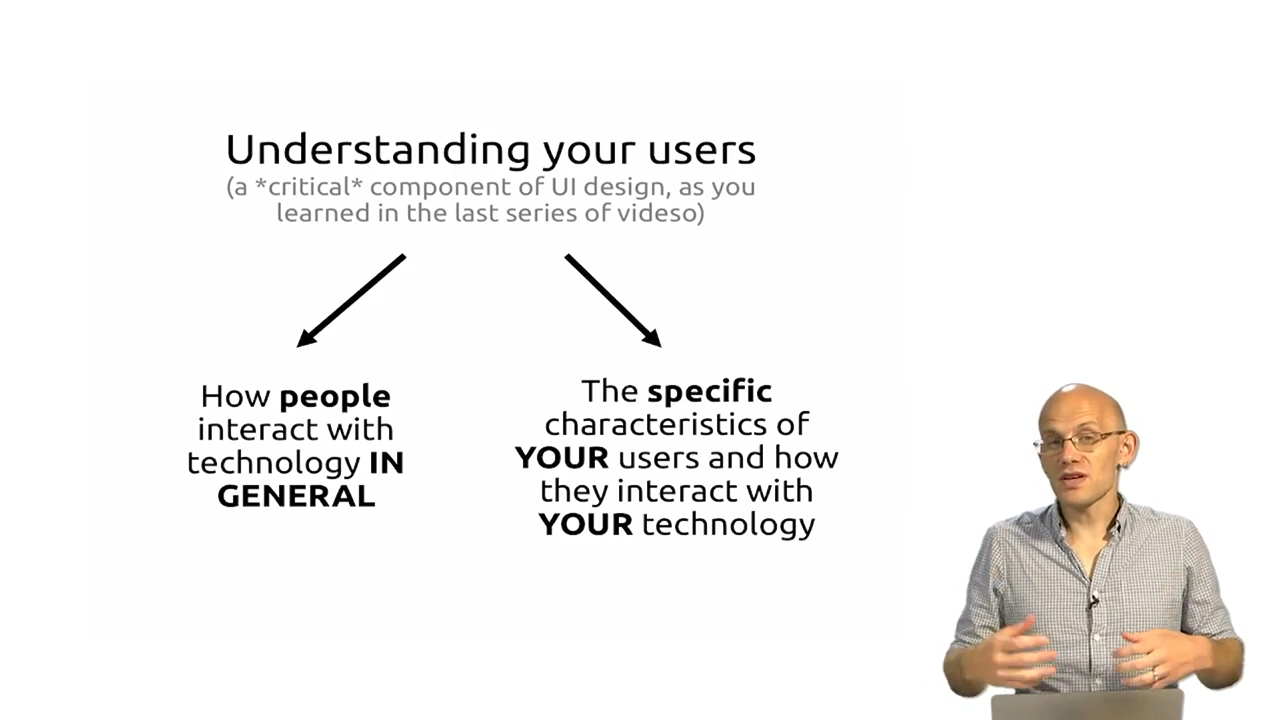 Understanding your users
(a *critical* component of UI design, as you
learned in the last series of videso)
How people
interact with
technology IN
GENERAL
The specific
characteristics of
YOUR users and how
they interact with
YOUR technology